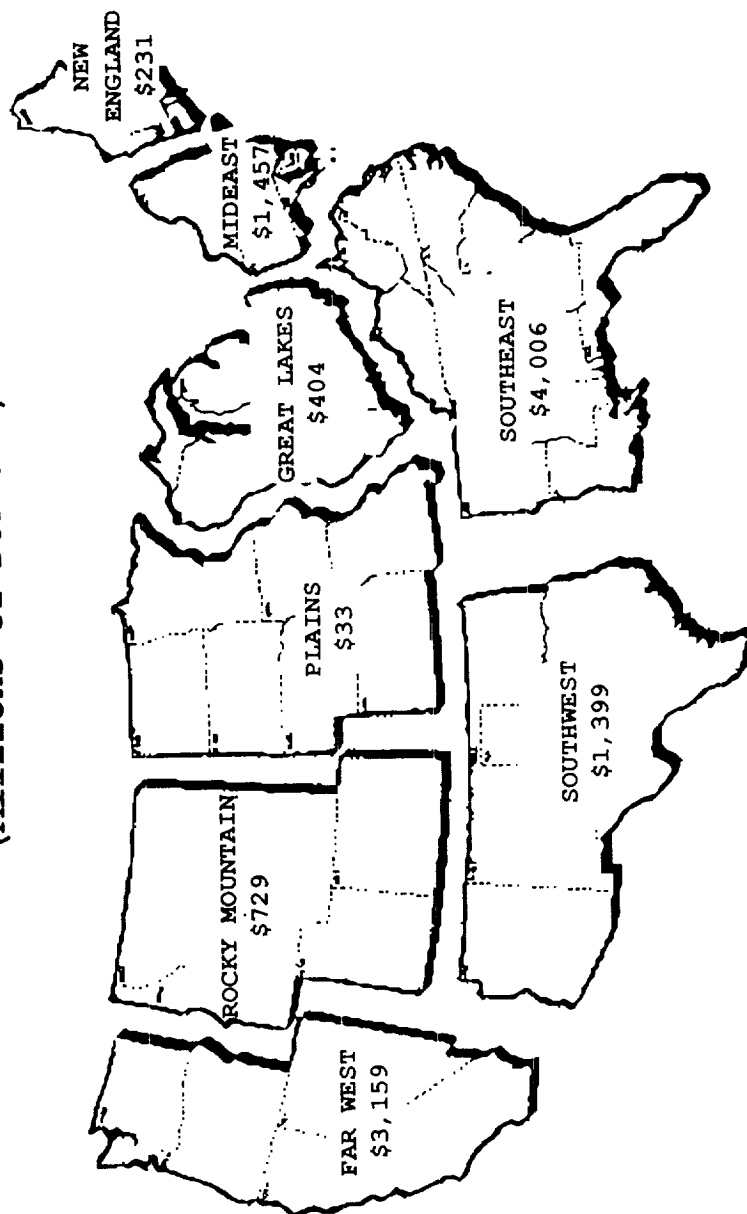 NEW
ENGLAND
$231
MIDEAST
$1,457
GREAT LAKES
$404
PLAINS
$33
ROCKY MOUNTAIN
$729
FAR WEST
$3,159
SOUTHEAST
$4,006
SOUTHWEST
$1,399